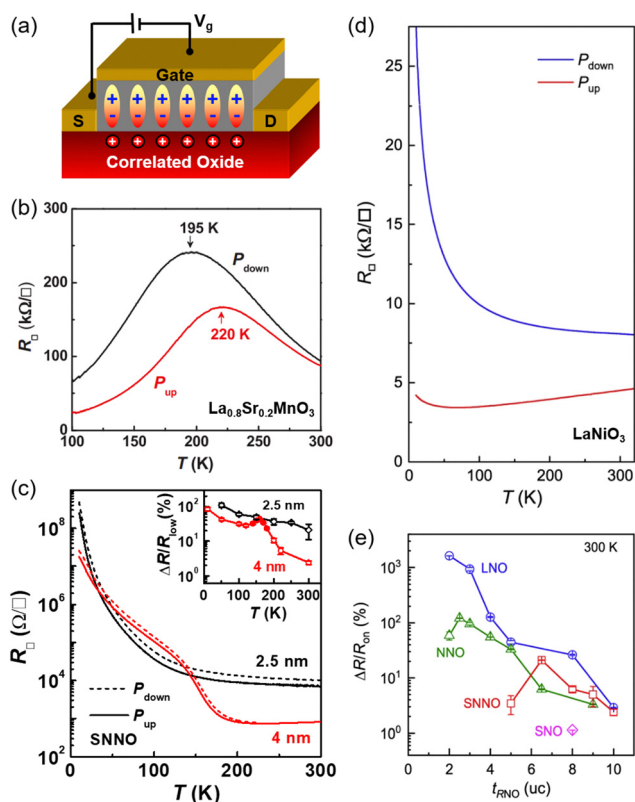 (a)
V_g
Gate
+ + + + + +
S
D
- - - - - -
+ + + + + +
Correlated Oxide
(b)
300
250
200
150
100
50
0
R□ (kΩ/□)
195 K
P_down
220 K
P_up
La0.8Sr0.2MnO3
100 150 200 250 300
T (K)
(c)
10^8
10^6
10^4
10^2
R□ (Ω/□)
ΔR/R_low(%)
10^2
10^1
10^0
2.5 nm
4 nm
0 100 200 300
T (K)
2.5 nm
P_down
P_up
4 nm
SNNO
0 100 200 300
T (K)
(d)
25
20
15
10
5
0
R□ (kΩ/□)
P_down
P_up
LaNiO3
0 100 200 300
T (K)
(e)
300 K
10^3
10^2
10^1
10^0
ΔR/R_on (%)
LNO
NNO
SNNO
SNO
0 2 4 6 8 10
t_RNO (uc)